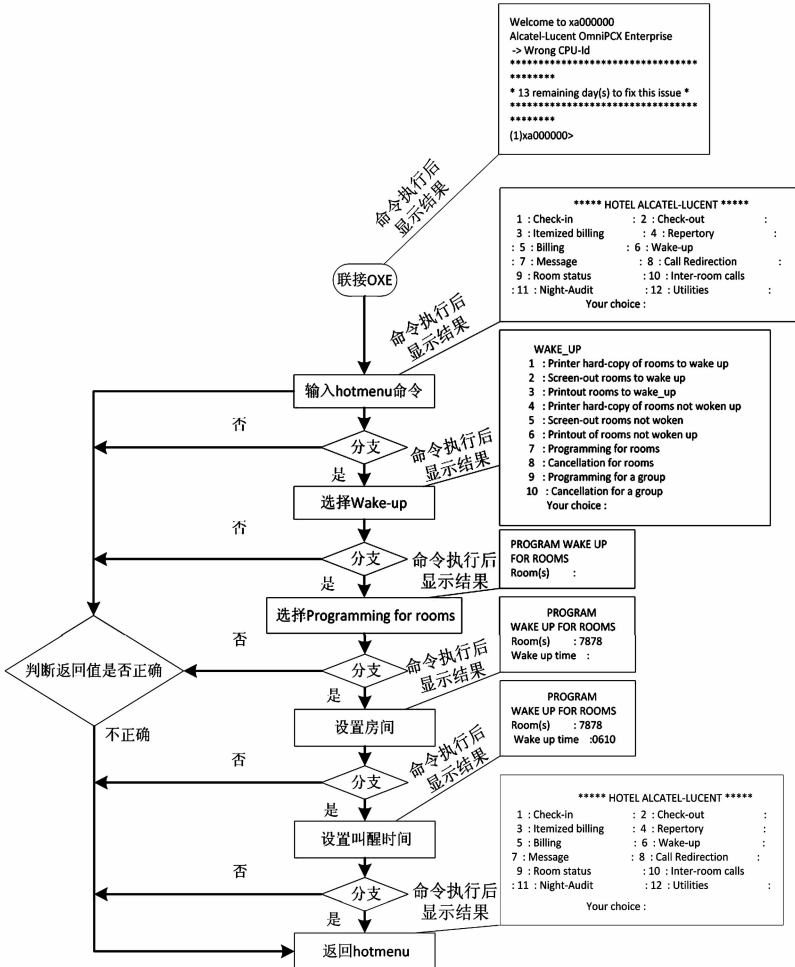 Welcome to xa000000
Alcatel-Lucent OmniPCX Enterprise
-> Wrong CPU-Id
*********************************
********
* 13 remaining day(s) to fix this issue *
*********************************
********
(1)xa000000>
命令执行后
显示结果
联接OXE
***** HOTEL ALCATEL-LUCENT *****
1 : Check-in : 2 : Check-out :
3 : Itemized billing : 4 : Repertory :
: 5 : Billing : 6 : Wake-up
: 7 : Message : 8 : Call Redirection :
9 : Room status : 10 : Inter-room calls
: 11 : Night-Audit : 12 : Utilities :
Your choice :
命令执行后
显示结果
输入hotmenu命令
否
分支
是
WAKE_UP
1 : Printer hard-copy of rooms to wake up
2 : Screen-out rooms to wake up
3 : Printout rooms to wake_up
4 : Printer hard-copy of rooms not woken up
5 : Screen-out rooms not woken
6 : Printout of rooms not woken up
7 : Programming for rooms
8 : Cancellation for rooms
9 : Programming for a group
10 : Cancellation for a group
Your choice :
命令执行后
显示结果
选择Wake-up
否
分支
是
PROGRAM WAKE UP
FOR ROOMS
Room(s) :
命令执行后
显示结果
选择Programming for rooms
否
分支
是
PROGRAM
WAKE UP FOR ROOMS
Room(s) : 7878
Wake up time :
命令执行后
显示结果
判断返回值是否正确
不正确
设置房间
否
分支
是
PROGRAM
WAKE UP FOR ROOMS
Room(s) : 7878
Wake up time :0610
命令执行后
显示结果
设置叫醒时间
否
分支
是
***** HOTEL ALCATEL-LUCENT *****
1 : Check-in : 2 : Check-out :
3 : Itemized billing : 4 : Repertory :
5 : Billing : 6 : Wake-up :
7 : Message : 8 : Call Redirection :
9 : Room status : 10 : Inter-room calls
: 11 : Night-Audit : 12 : Utilities :
Your choice :
命令执行后
显示结果
返回hotmenu